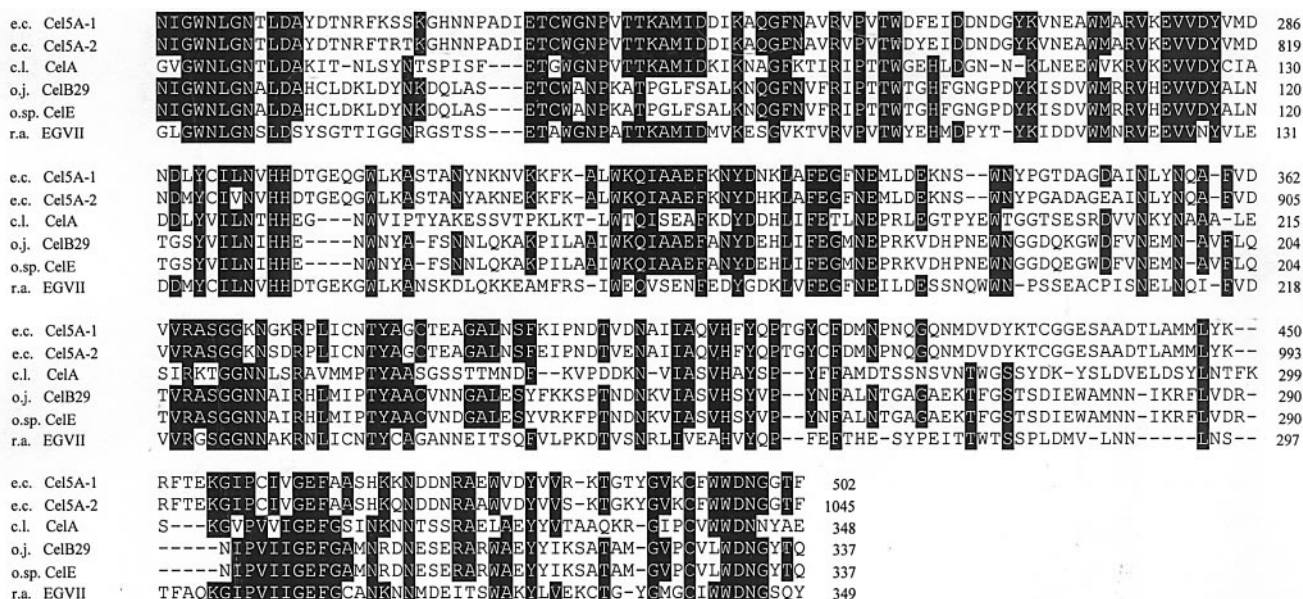 e.c. Cel5A-1 NIGWNLGNTLDAYDTNRFKSSKGHNNPADIETCWGNPVTTKAMIDDIKAQGFNAVRVPVTWDFEIDDNDGYKVNEAWMARVKEVVDYVMD 286
e.c. Cel5A-2 NIGWNLGNTLDAYDTNRFTRTKGHNNPADIETCWGNPVTTKAMIDDIKAQGFNAVRVPVTWDYEIDDNDGYKVNEAWMARVKEVVDYVMD 819
c.l. CelA GVGWNLGNTLDAKIT-NLSYNTSPISF--ETGWGNPVTTKAMIDKIKNAGFKTIRIPTTWGEHLDGN-N-KLNEEWVKRVKEVVDYCIA 130
o.j. CelB29 NIGWNLGNALDAHCLDKLDYNKDQLAS---ETCWANPKATPGLFSALKNQGFNVFRIPTTWTGHFGNGPDYKISDVWMRRVHEVVDYALN 120
o.sp. CelE NIGWNLGNALDAHCLDKLDYNKDQLAS---ETCWGNPKATPGLFSALKNQGFNVFRIPTTWTGHFGNGPDYKISDVWMRRVHEVVDYALN 120
r.a. EGVII GLGWNLGNSLDSYSGTTIGGNRGSTSS---ETAWGNPATTKAMIDMVKESGVKTVRVPVTWYEHMDPYT-YKISDDVWMNRVEEVVNYVLE 131
e.c. Cel5A-1 NDLYCILNVHHDTGEQGWLKASTANYNKNVKKFK-ALWKQIAAEFKNYDNKLAFEGFNEMLDEKNS--WNYPGTDAGDAINLYNQA-FVD 362
e.c. Cel5A-2 NDMYCIVNVHHDTGEQGWLKASTANYAKNEKKFK-ALWKQIAAEFKNYDNKLAFEGFNEMLDEKNS--WNYPGADAGEAINLYNQA-FVD 905
c.l. CelA DDLYVILNTHHEG--NWVIPTYAKESSVTPKLKT-LWTQISEAFKDYDDHLIFETLNEPRLEGTPYEWTGGTSESRDVVNKYNAAA-LE 215
o.j. CelB29 TGSYVILNIHHE----NWNYA-FSNNLQKAKPILAAIWKQIAAEFANYDEHLIFEGMNEPRKVDHPNEWNGGDQKGWDFVNEMN-AVFLQ 204
o.sp. CelE TGSYVILNIHHE----NWNYA-FSNNLQKAKPILAAIWKQIAAEFANYDEHLIFEGMNEPRKVDHPNEWNGGDQEGWDFVNEMN-AVFLQ 204
r.a. EGVII DDMYCILNVHHDTGEKGWLKANSKDLQKKEAMFRS-IWEQVSENFEDYGDKLVFEGFNEILDESSNQWWN-PSSEACPISNELNQI-FVD 218
e.c. Cel5A-1 VVRASGGKNGKRPLICNTYAGCTEAGALNSFKIPNDTVDNAIIAQVHFYQPTGYCFDMNPNQGQNMDVDYKTCGGESAADTLAMMLYK-- 450
e.c. Cel5A-2 VVRASGGKNSDRPLICNTYAGCTEAGALNSFEIPNDTVENAIIAQVHFYQPTGYCFDMNPNQGQNMDVDYKTCGGESAADTLAMMLYK-- 993
c.l. CelA SIRKTGGNNLSRAVMMPTYAASGSSTTMNDF--KVPDDKN-VIASVHAYSP--YFFAMDTSSNSVNTWGSSYDK-YSLDVELDSYLNTFK 299
o.j. CelB29 TVRASGGNNAIRHLMIPTYAACVNNGALESYFKKSPTNDNKVIASVHSYVP--YNFALNTGAGAEKTFGSTSDIEWAMNN-IKRFLVDR- 290
o.sp. CelE TVRASGGNNAIRHLMIPTYAACVNDGALESYVRKFPTNDNKVIASVHSYVP--YNFALNTGAGAEKTFGSTSDIEWAMNN-IKRFLVDR- 290
r.a. EGVII VVRGSGGNNAKRNLICNTYCAGANNEITSQFVLPKDTVSNRLIVEAHVYQP--FEFTHE-SYPEITTWTSSPLDMV-LNN-----LNS-- 297
e.c. Cel5A-1 RFTEKGIPCIVGEFAASHKKNDDNRAEWVDYVVR-KTGTYGVKCFWWDNGGTF 502
e.c. Cel5A-2 RFTEKGIPCIVGEFAASHKQNDDNRAAWVDYVVS-KTGKYGVKCFWWDNGGTF 1045
c.l. CelA S---KGVPVVIGEFGSINKNNTSSRAELAEYYVTAAQKR-GIPCVWWDNNYAE 348
o.j. CelB29 -----NIPVIIGEFGAMNRDNESERARWAEYYIKSATAM-GVPCVLWDNGYTQ 337
o.sp. CelE -----NIPVIIGEFGAMNRDNESERARWAEYYIKSATAM-GVPCVLWDNGYTQ 337
r.a. EGVII TFAQKGIPVIIGEFGCANKNNMDEITSWAKYLVEKCTG-YGMGCIWWDNGSQY 349